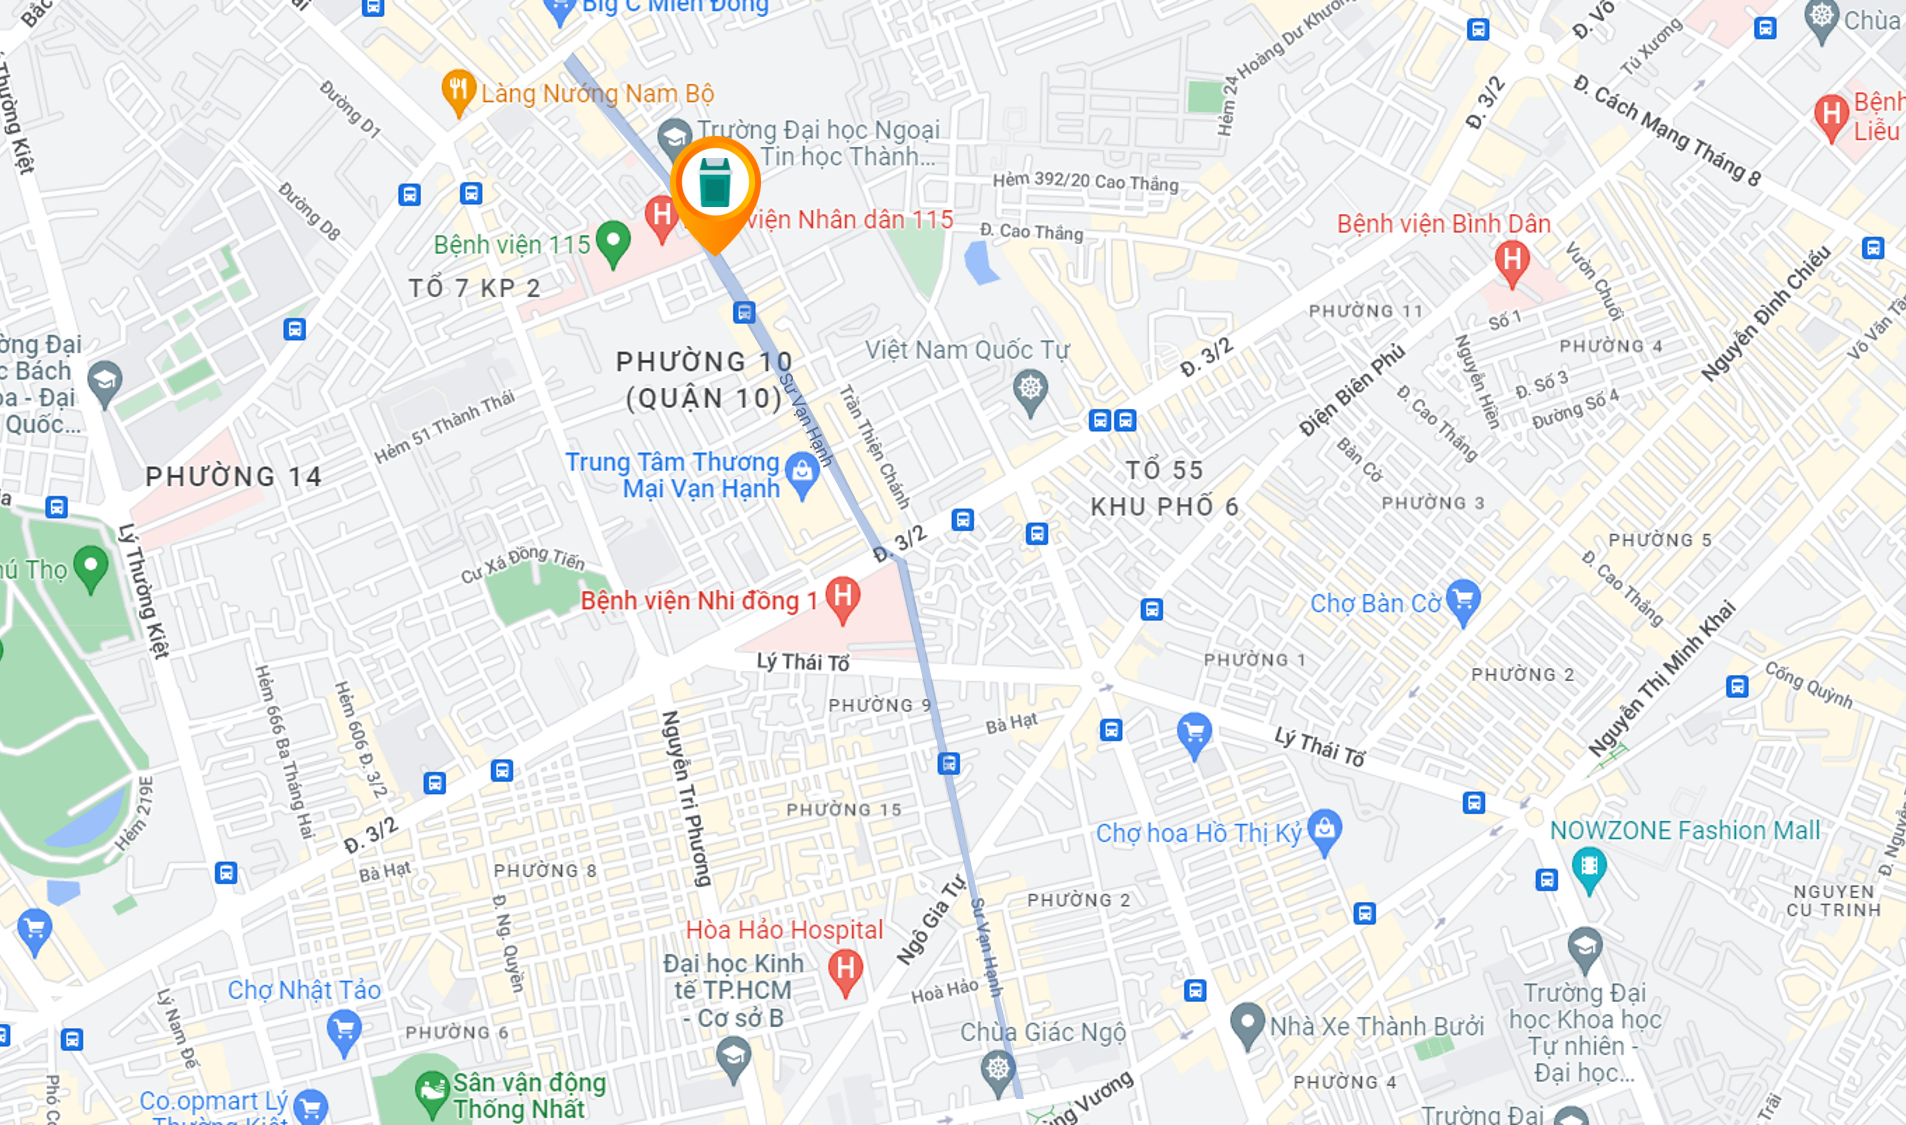 Big C Miền Đông
Đ. Võ
Tú Xương
Chùa
Hoàng Dư Khương
Làng Nướng Nam Bộ
Đường D1
Trường Đại học Ngoại
Tin học Thành...
Hẻm 24
Đ. 3/2
Đ. Cách Mạng Tháng 8
Bệnh
Liễu
Thường Kiệt
Hẻm 392/20 Cao Thắng
Đường D8
viện Nhân dân 115
Bệnh viện 115
Đ. Cao Thắng
Bệnh viện Bình Dân
TỔ 7 KP 2
Vườn Chuối
Nguyễn Đình Chiểu
PHƯỜNG 11
Số 1
Võ Văn Tần
ờng Đại
c Bách
oa - Đại
Quốc...
PHƯỜNG 10
(QUẬN 10)
Việt Nam Quốc Tự
Đ. 3/2
Điện Biên Phủ
Nguyễn Hiền
PHƯỜNG 4
Đ. Số 3
Đường Số 4
Sư Vạn Hạnh
Trần Thiện Chánh
Hẻm 51 Thành Thái
Đ. Cao Thắng
Bàn Cờ
PHƯỜNG 14
Trung Tâm Thương
Mại Vạn Hạnh
TỔ 55
KHU PHỐ 6
PHƯỜNG 3
Lý Thường Kiệt
Đ. 3/2
PHƯỜNG 5
Cư Xá Đồng Tiến
Đ. Cao Thắng
hú Thọ
Bệnh viện Nhi đồng 1
Chợ Bàn Cờ
Nguyễn Thị Minh Khai
Lý Thái Tổ
PHƯỜNG 1
PHƯỜNG 2
Cống Quỳnh
Hẻm 666 Ba Tháng Hai
Hẻm 606 Đ. 3/2
Nguyễn Tri Phương
PHƯỜNG 9
Bà Hạt
Lý Thái Tổ
Hẻm 219E
PHƯỜNG 15
Đ. 3/2
Chợ hoa Hồ Thị Kỷ
NOWZONE Fashion Mall
Đ. Nguyễn
Bà Hạt
PHƯỜNG 8
Đ. Ng. Quyền
Ngô Gia Tự
Sư Vạn Hạnh
PHƯỜNG 2
NGUYEN
CU TRINH
Hòa Hảo Hospital
Đại học Kinh
tế TP.HCM
- Cơ sở B
Hoà Hảo
Chợ Nhật Tảo
Lý Nam Đế
PHƯỜNG 6
Chùa Giác Ngộ
Nhà Xe Thành Bưởi
Trường Đại
học Khoa học
Tự nhiên -
Đại học...
PHƯỜNG 4
Sân vận động
Thống Nhất
Co.opmart Lý
Thường Kiệt
Phó Cơ
ùng Vương
Trường Đại
Trãi